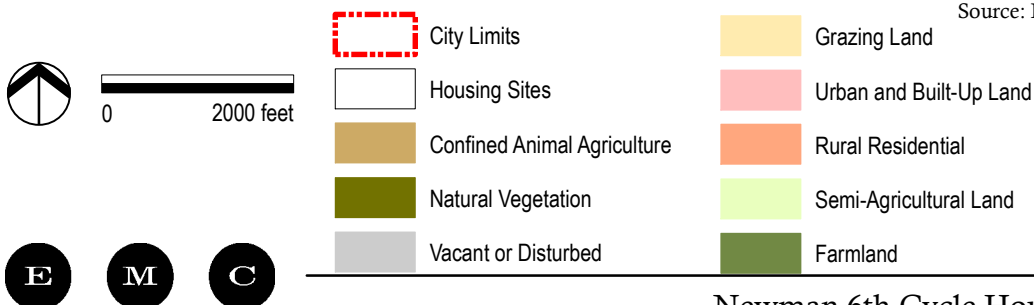 Source:
City Limits
Grazing Land
Housing Sites
Urban and Built-Up Land
0 2000 feet
Confined Animal Agriculture
Rural Residential
Natural Vegetation
Semi-Agricultural Land
Vacant or Disturbed
Farmland
E M C
Newman 6th Cycle